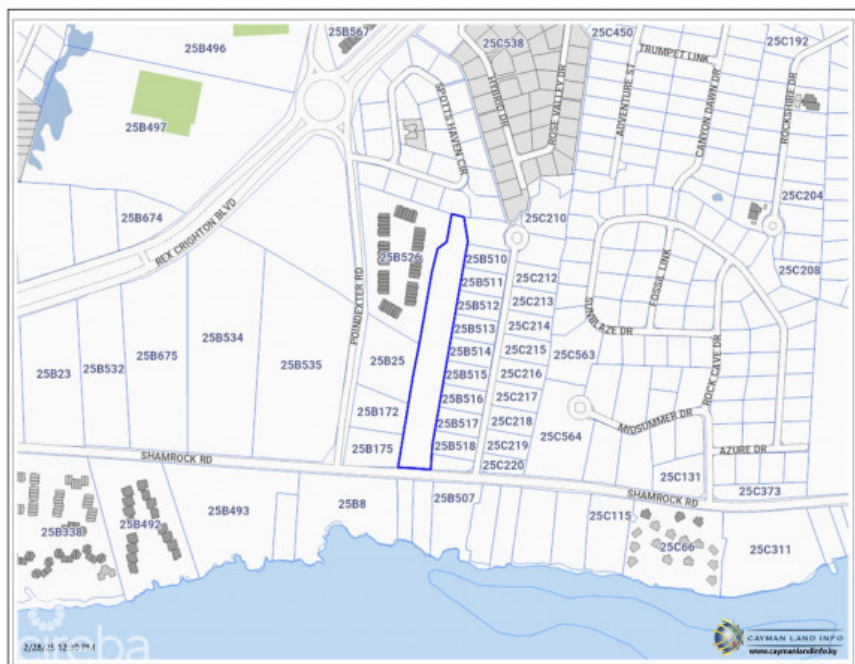 25B496
25B567
25C538
25C450
TRUMPET LINK
25C192
25B497
HYBRID DR
ROSE VALLEY DR
ADVENTURE ST
CANYON DAWN DR
ROCKSHIRE DR
SPOTTS HAVEN CIR
25B674
REX CRIGHTON BLVD
25C204
25C210
25B526
25B510
25C208
25B511
25C212
FOSSIL LINK
25B512
25C213
POINDEXTER RD
25B513
25C214
SUNBLAZE DR
25B534
25B514
25C215
25C563
25B535
25B25
25B675
25B515
25C216
25B23
25B532
ROCK CAVE DR
25B516
25C217
25B172
25B517
25C218
MIDSUMMER DR
25C564
25B175
25B518
25C219
AZURE DR
SHAMROCK RD
25C220
25C131
25C373
SHAMROCK RD
25B8
25B507
25B493
25B492
25C115
25B338
25C66
25C311
cireba
2/28/25 12:30 PM
CAYMAN LAND INFO
www.caymanlandinfo.ky